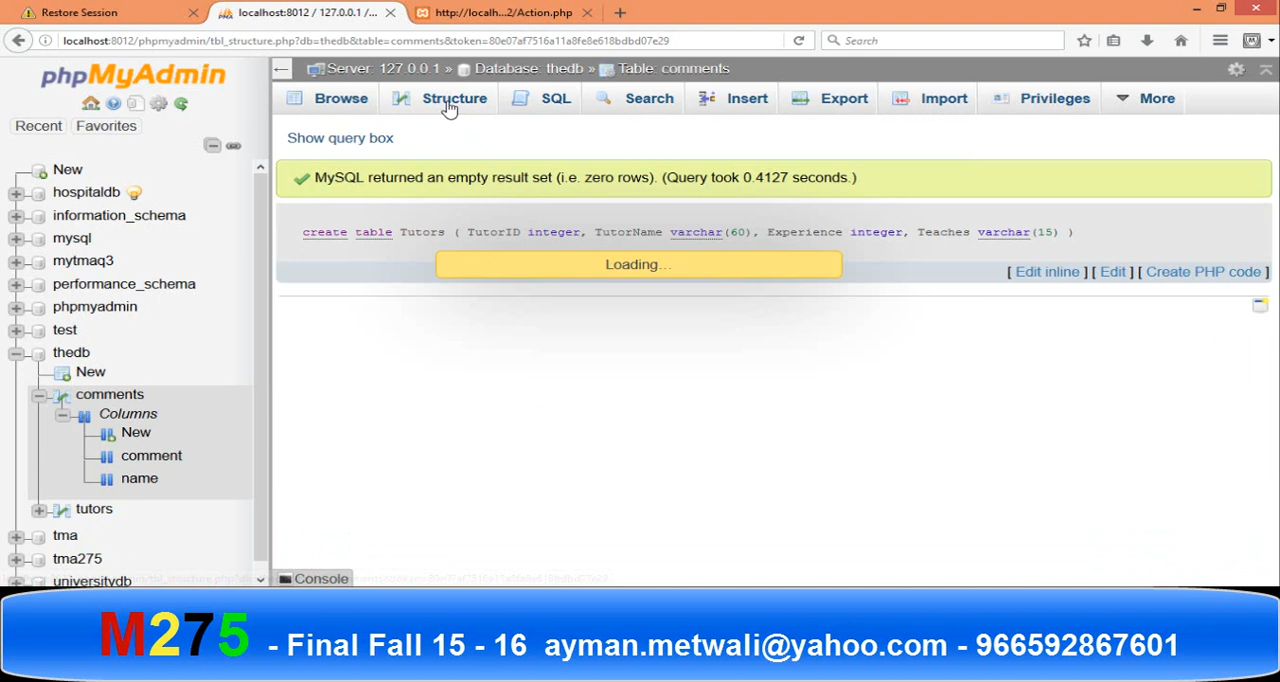 Restore Session
localhost:8012 / 127.0.0.1 /...
http://localh...2/Action.php
localhost:8012/phpmyadmin/tbl_structure.php?db=thedb&table=comments&token=80e07af7516a11a8fe8e618bdbd07e29
Search
phpMyAdmin
Server: 127.0.0.1 » Database: thedb » Table: comments
Browse Structure SQL Search Insert Export Import Privileges More
Recent Favorites
Show query box
MySQL returned an empty result set (i.e. zero rows). (Query took 0.4127 seconds.)
create table Tutors ( TutorID integer, TutorName varchar(60), Experience integer, Teaches varchar(15) )
Loading...
[ Edit inline ] [ Edit ] [ Create PHP code ]
New
hospitaldb
information_schema
mysql
mytmaq3
performance_schema
phpmyadmin
test
thedb
New
comments
Columns
New
comment
name
tutors
tma
tma275
universitydb
Console
M275 - Final Fall 15 - 16 ayman.metwali@yahoo.com - 966592867601